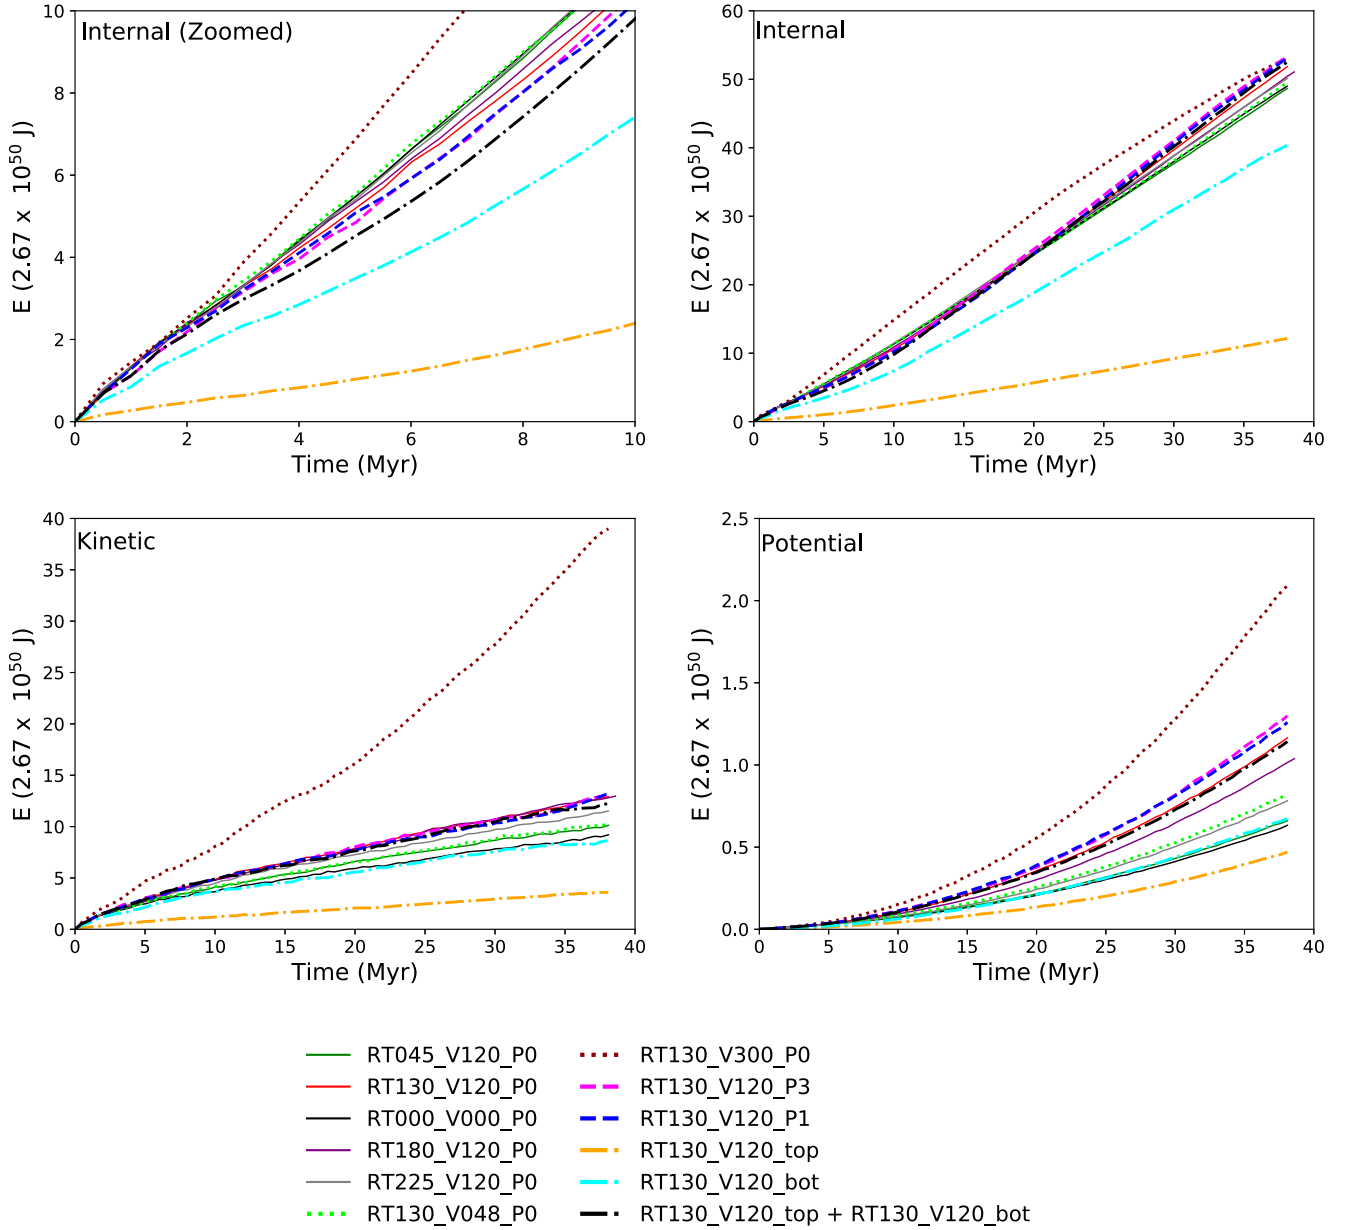 Internal (Zoomed)
E (2.67 x 10^50 J)
10
8
6
4
2
0
0 2 4 6 8 10
Time (Myr)
Internal
E (2.67 x 10^50 J)
60
50
40
30
20
10
0
0 5 10 15 20 25 30 35 40
Time (Myr)
Kinetic
E (2.67 x 10^50 J)
40
35
30
25
20
15
10
5
0
0 5 10 15 20 25 30 35 40
Time (Myr)
Potential
E (2.67 x 10^50 J)
2.5
2.0
1.5
1.0
0.5
0.0
0 5 10 15 20 25 30 35 40
Time (Myr)
RT045_V120_P0
RT130_V120_P0
RT000_V000_P0
RT180_V120_P0
RT225_V120_P0
RT130_V048_P0
RT130_V300_P0
RT130_V120_P3
RT130_V120_P1
RT130_V120_top
RT130_V120_bot
RT130_V120_top + RT130_V120_bot